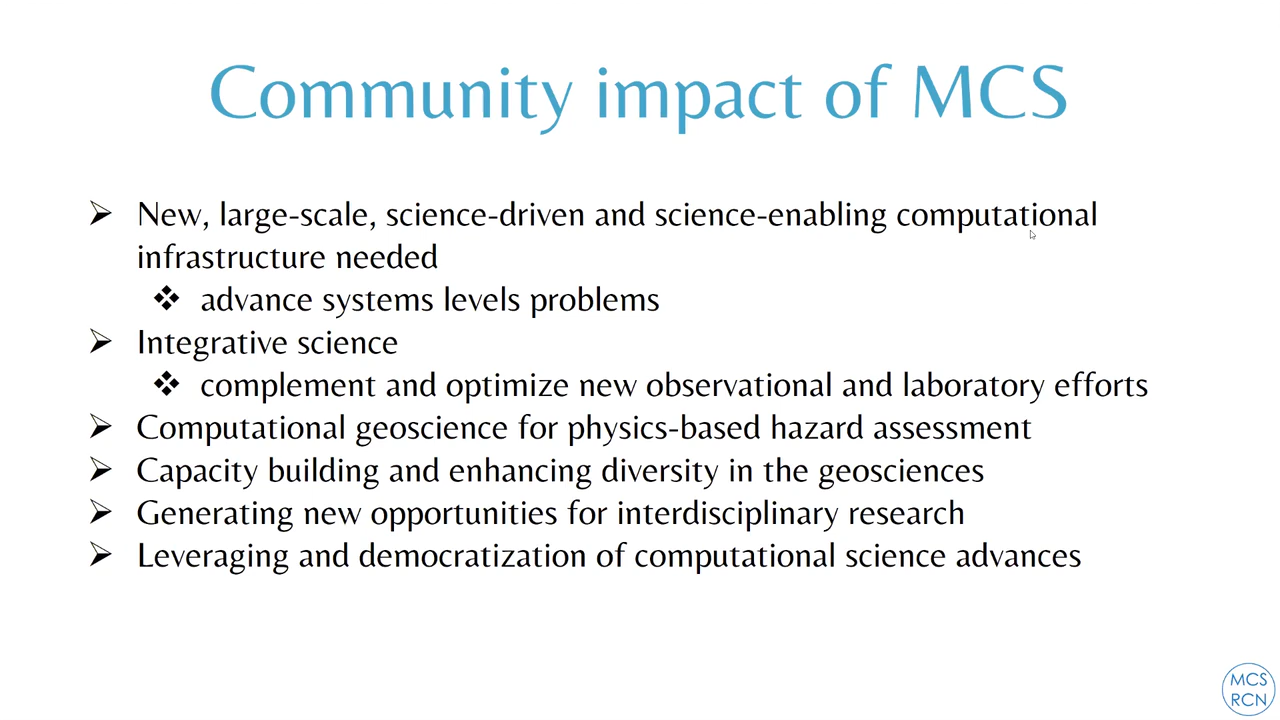 Community impact of MCS
➢ New, large-scale, science-driven and science-enabling computational
infrastructure needed
❖ advance systems levels problems
➢ Integrative science
❖ complement and optimize new observational and laboratory efforts
➢ Computational geoscience for physics-based hazard assessment
➢ Capacity building and enhancing diversity in the geosciences
➢ Generating new opportunities for interdisciplinary research
➢ Leveraging and democratization of computational science advances
MCS
RCN